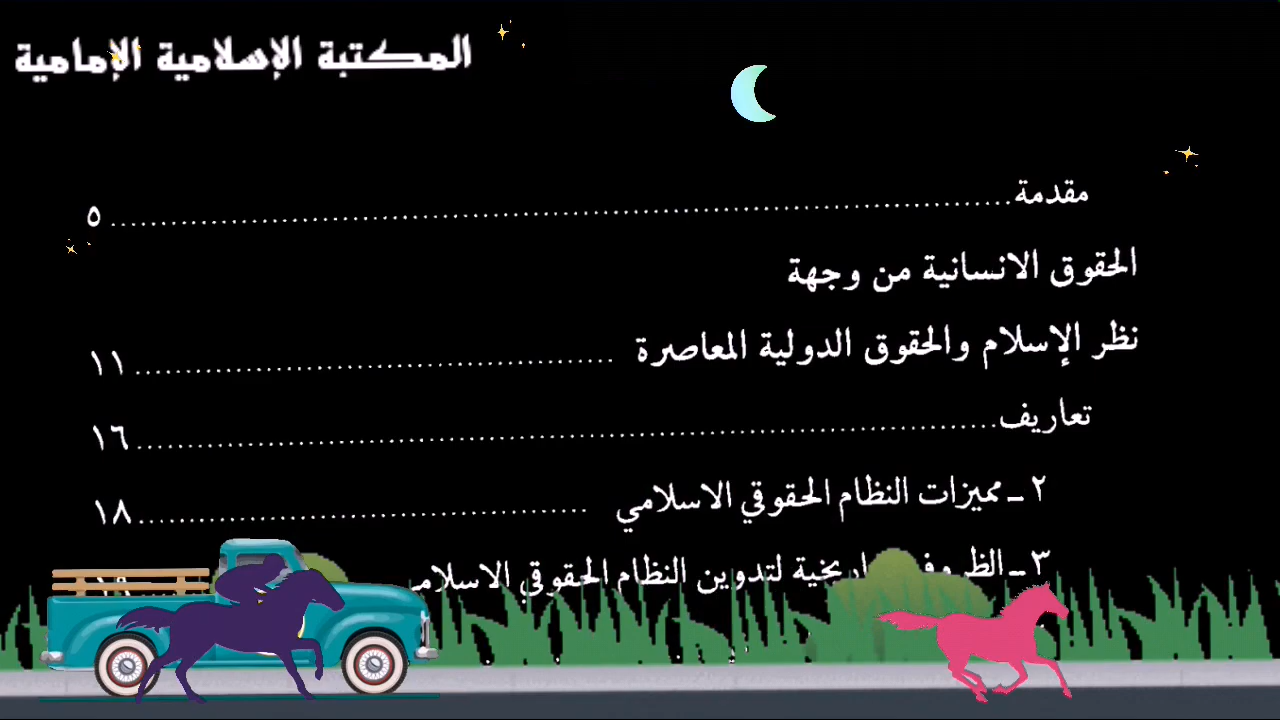 المكتبة الإسلامية الإمامية
مقدمة ..... ٥
الحقوق الانسانية من وجهة
نظر الإسلام والحقوق الدولية المعاصرة ..... ١١
تعاريف ..... ١٦
٢ ـ مميزات النظام الحقوقي الاسلامي ..... ١٨
٣ ـ لتدوين النظام الحقوقي